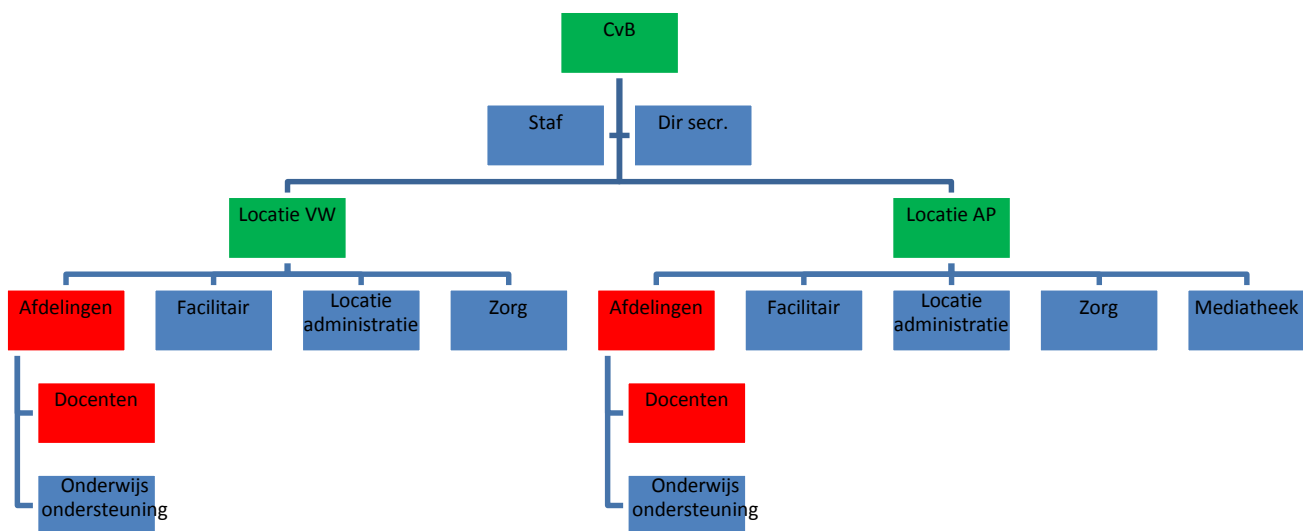 CvB
Staf
Dir secr.
Locatie VW
Locatie AP
Afdelingen
Facilitair
Locatie
administratie
Zorg
Afdelingen
Facilitair
Locatie
administratie
Zorg
Mediatheek
Docenten
Docenten
Onderwijs
ondersteuning
Onderwijs
ondersteuning